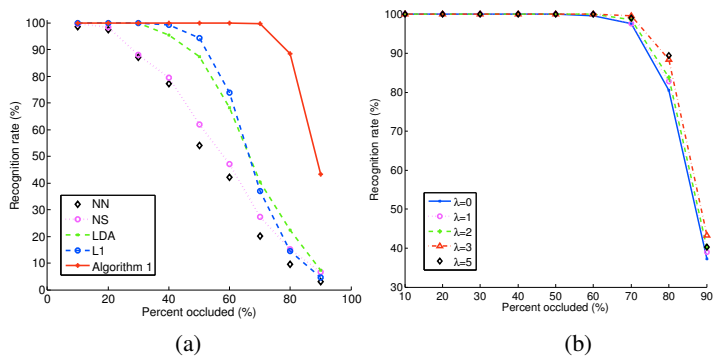 100
90
80
70
60
50
40
30
20
10
0
Recognition rate (%)
NN
NS
LDA
L1
Algorithm 1
0 20 40 60 80 100
Percent occluded (%)
(a)
100
90
80
70
60
50
40
30
Recognition rate (%)
λ=0
λ=1
λ=2
λ=3
λ=5
10 20 30 40 50 60 70 80 90
Percent occluded (%)
(b)